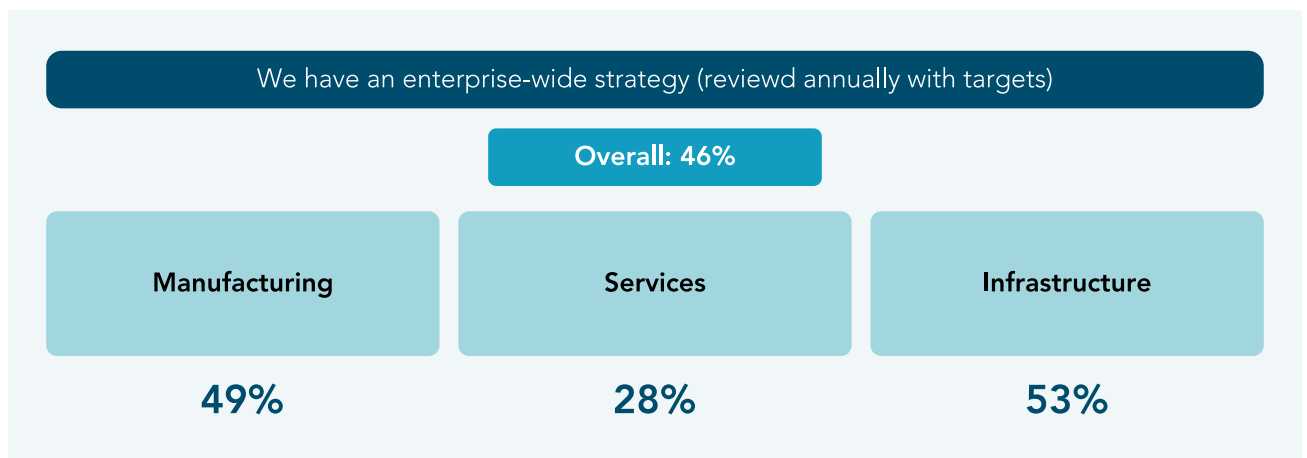 We have an enterprise-wide strategy (reviewd annually with targets)
Overall: 46%
Manufacturing
Services
Infrastructure
49%
28%
53%